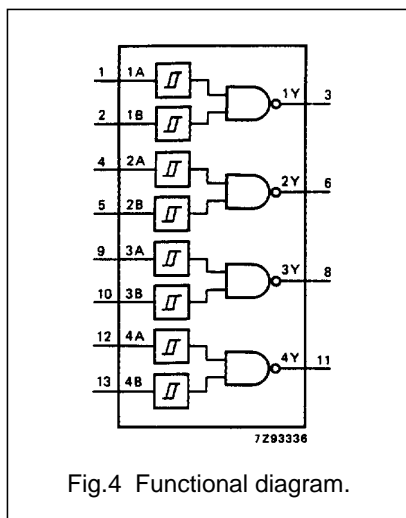 1 1A
1Y 3
2 1B
4 2A
2Y 6
5 2B
9 3A
3Y 8
10 3B
12 4A
4Y 11
13 4B
7Z93336
Fig.4 Functional diagram.